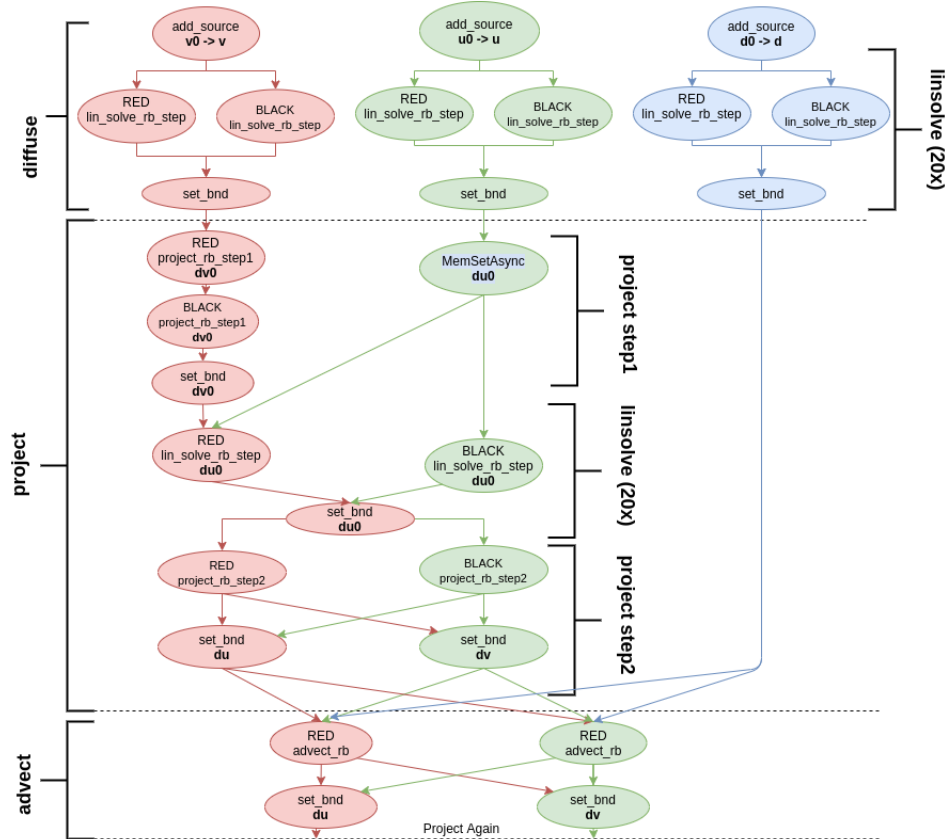 add_source
v0 -> v
add_source
u0 -> u
add_source
d0 -> d
RED
lin_solve_rb_step
BLACK
lin_solve_rb_step
RED
lin_solve_rb_step
BLACK
lin_solve_rb_step
RED
lin_solve_rb_step
BLACK
lin_solve_rb_step
diffuse
linsolve (20x)
set_bnd
set_bnd
set_bnd
RED
project_rb_step1
dv0
MemSetAsync
du0
BLACK
project_rb_step1
dv0
project step1
set_bnd
dv0
RED
lin_solve_rb_step
du0
BLACK
lin_solve_rb_step
du0
linsolve (20x)
project
set_bnd
du0
RED
project_rb_step2
BLACK
project_rb_step2
project step2
set_bnd
du
set_bnd
dv
RED
advect_rb
RED
advect_rb
advect
set_bnd
du
set_bnd
dv
Project Again